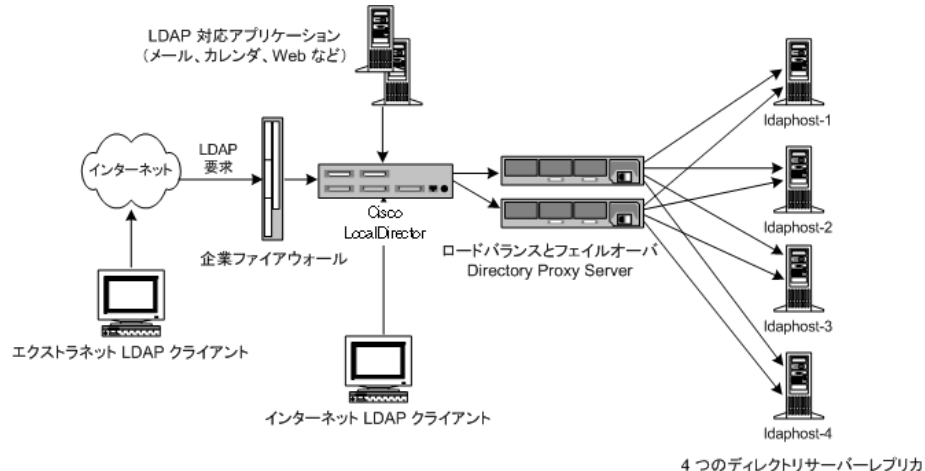 LDAP 対応アプリケーション
(メール、カレンダ、Web など)
インターネット
LDAP
要求
企業ファイアウォール
Cisco
LocalDirector
ロードバランスとフェイルオーバ
Directory Proxy Server
ldaphost-1
ldaphost-2
ldaphost-3
ldaphost-4
エクストラネット LDAP クライアント
インターネット LDAP クライアント
4 つのディレクトリサーバーレプリカ